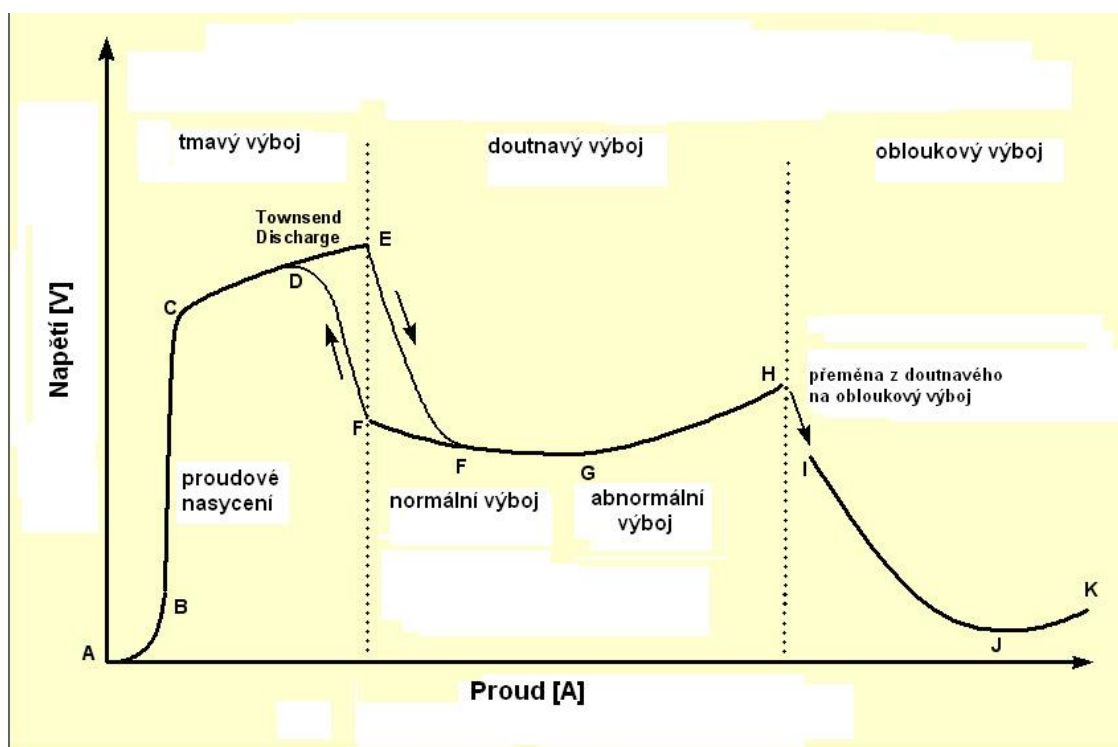 tmavý výboj
doutnavý výboj
obloukový výboj
Townsend
Discharge
E
D
C
Napětí [V]
H
přeměna z doutnavého
na obloukový výboj
F
F
G
I
proudové
nasycení
normální výboj
abnormální
výboj
B
K
J
A
Proud [A]